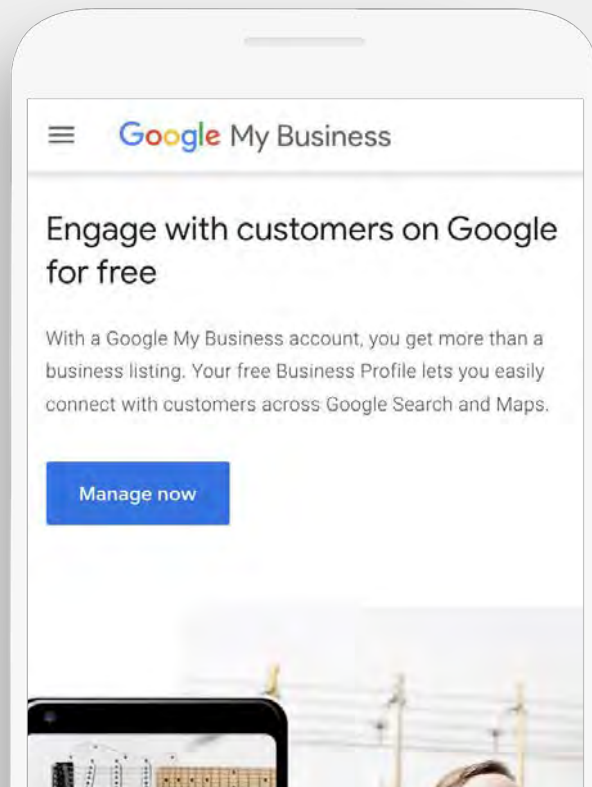 Google My Business
Engage with customers on Google
for free
With a Google My Business account, you get more than a
business listing. Your free Business Profile lets you easily
connect with customers across Google Search and Maps.
Manage now